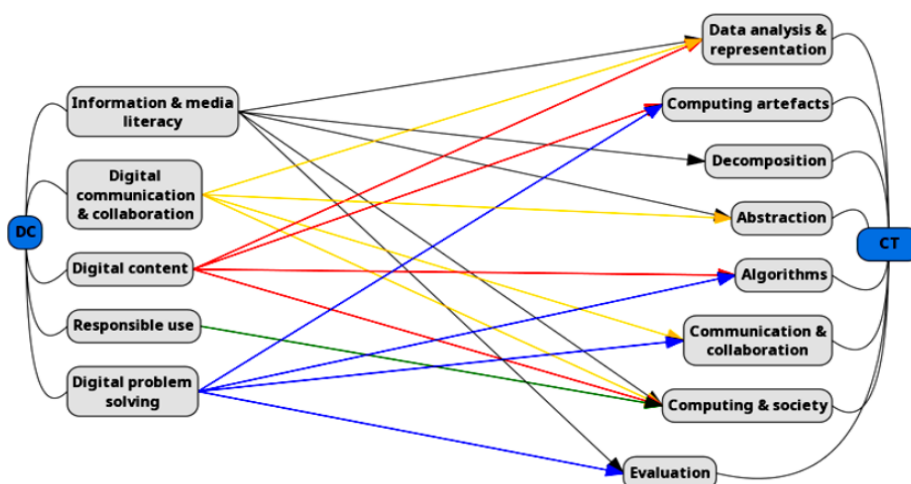 DC
Information & media
literacy
Digital
communication
& collaboration
Digital content
Responsible use
Digital problem
solving
Data analysis &
representation
Computing artefacts
Decomposition
Abstraction
Algorithms
Communication &
collaboration
Computing & society
Evaluation
CT